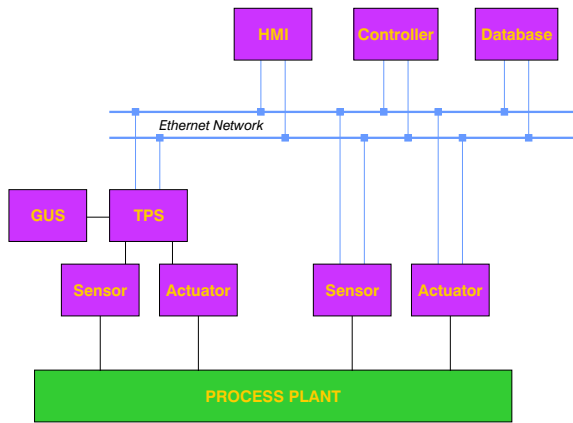 HMI
Controller
Database
Ethernet Network
GUS
TPS
Sensor
Actuator
Sensor
Actuator
PROCESS PLANT